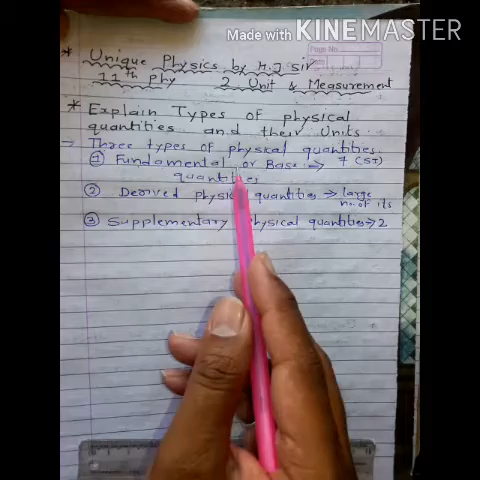 Made with KINEMASTER
Page No
* Unique Physics by H.J sir
11th phy 2 Unit & Measurement
* Explain Types of physical
quantities and their Units
→ Three types of physical quantities.
① Fundamental or Base → 7 (SI)
quantities
② Derived physical quantities → large
no. of its
③ Supplementary physical quantities → 2